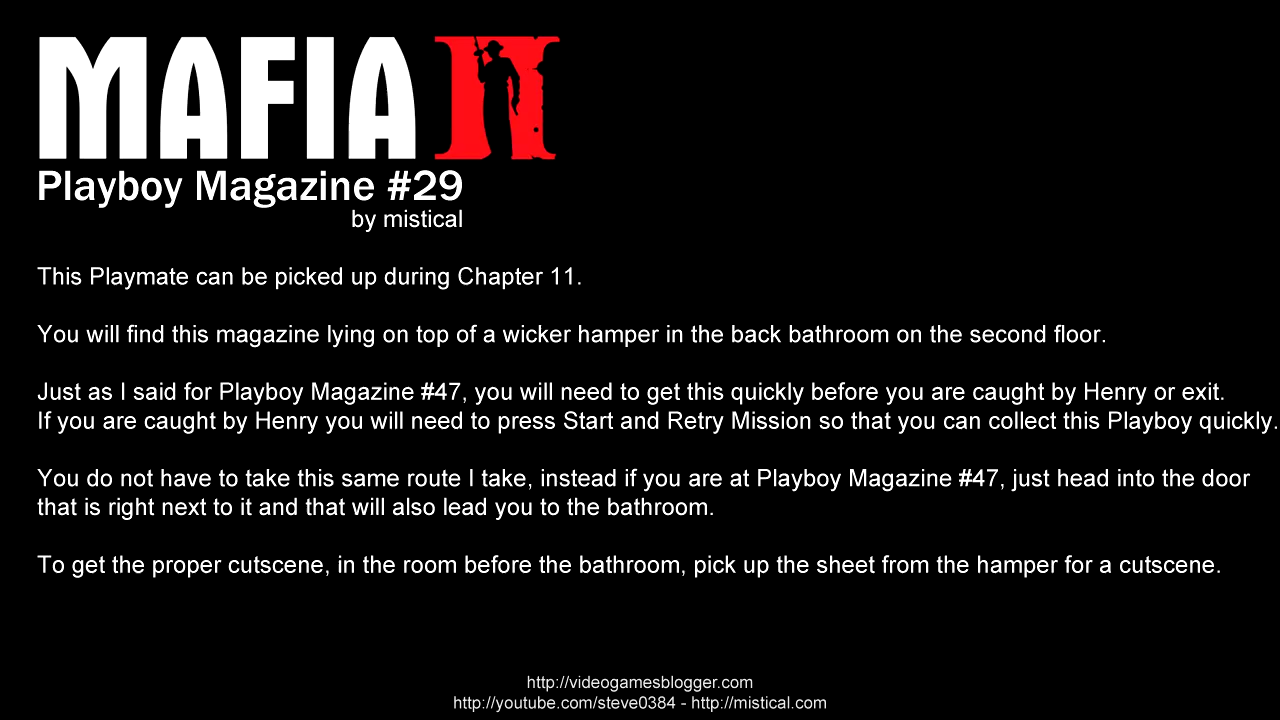 MAFIA II
Playboy Magazine #29
by mistical
This Playmate can be picked up during Chapter 11.
You will find this magazine lying on top of a wicker hamper in the back bathroom on the second floor.
Just as I said for Playboy Magazine #47, you will need to get this quickly before you are caught by Henry or exit.
If you are caught by Henry you will need to press Start and Retry Mission so that you can collect this Playboy quickly.
You do not have to take this same route I take, instead if you are at Playboy Magazine #47, just head into the door
that is right next to it and that will also lead you to the bathroom.
To get the proper cutscene, in the room before the bathroom, pick up the sheet from the hamper for a cutscene.
http://videogamesblogger.com
http://youtube.com/steve0384 - http://mistical.com